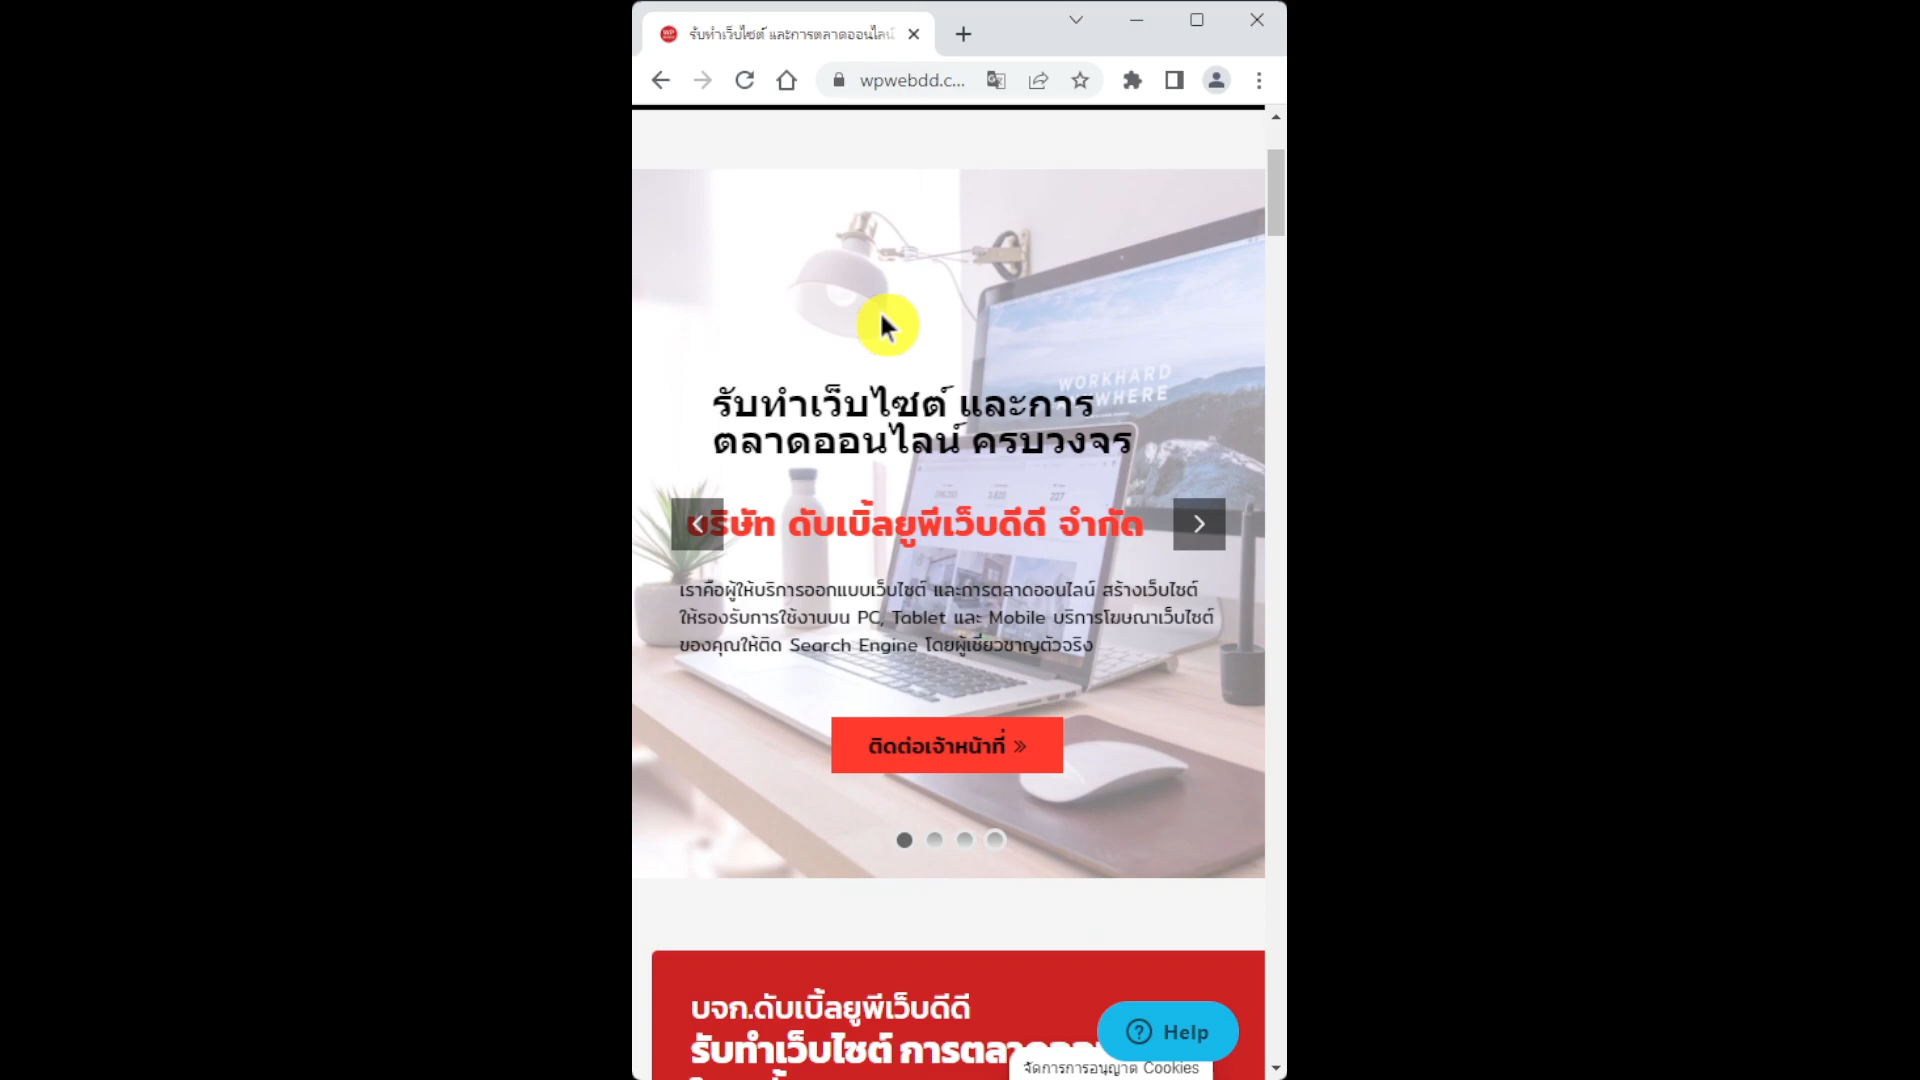 รับทำเว็บไซต์ และการตลาดออนไลน์
wpwebdd.c...
WORKHARD
รับทำเว็บไซต์ และการ
ตลาดออนไลน์ ครบวงจร
บริษัท ดับเบิ้ลยูพีเว็บดีดี จำกัด
เราคือผู้ให้บริการออกแบบเว็บไซต์ และการตลาดออนไลน์ สร้างเว็บไซต์
ให้รองรับการใช้งานบน PC, Tablet และ Mobile บริการโฆษณาเว็บไซต์
ของคุณให้ติด Search Engine โดยผู้เชี่ยวชาญตัวจริง
ติดต่อเจ้าหน้าที่ »
บจก.ดับเบิ้ลยูพีเว็บดีดี
รับทำเว็บไซต์ การตลาดออน
Help
จัดการการอนุญาต Cookies